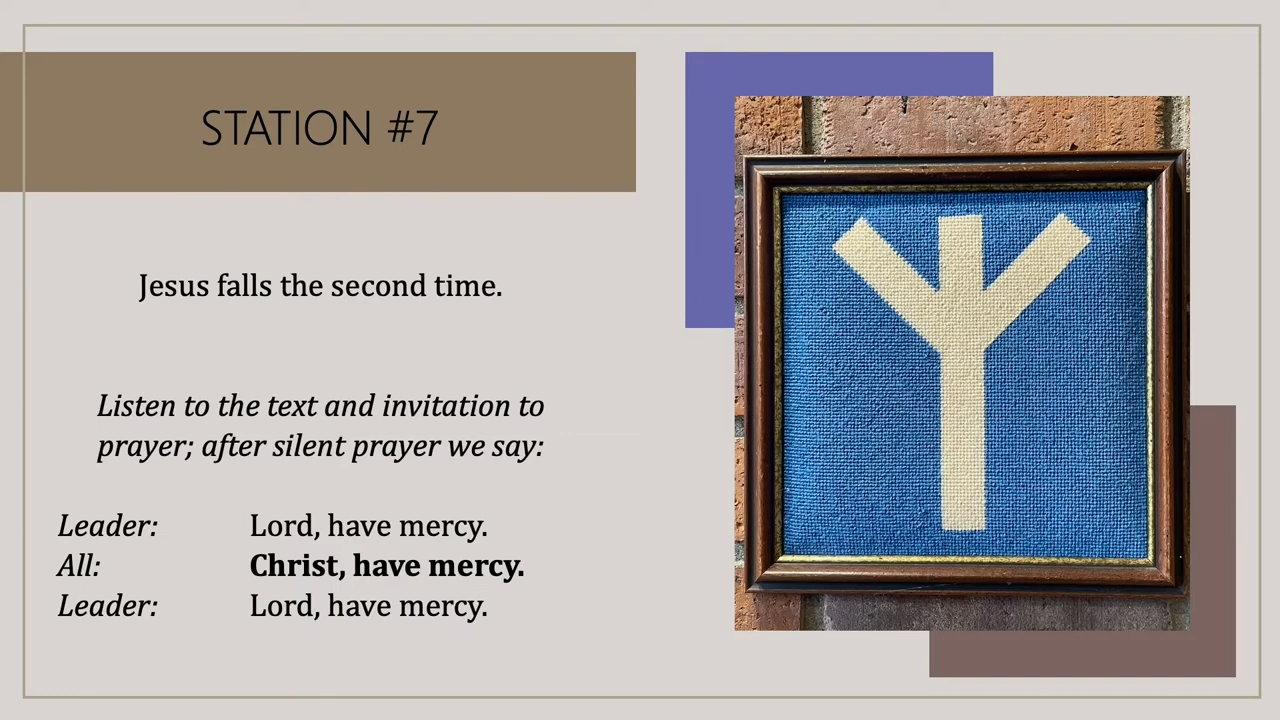 STATION #7
Jesus falls the second time.
Listen to the text and invitation to
prayer; after silent prayer we say:
Leader: Lord, have mercy.
All: Christ, have mercy.
Leader: Lord, have mercy.